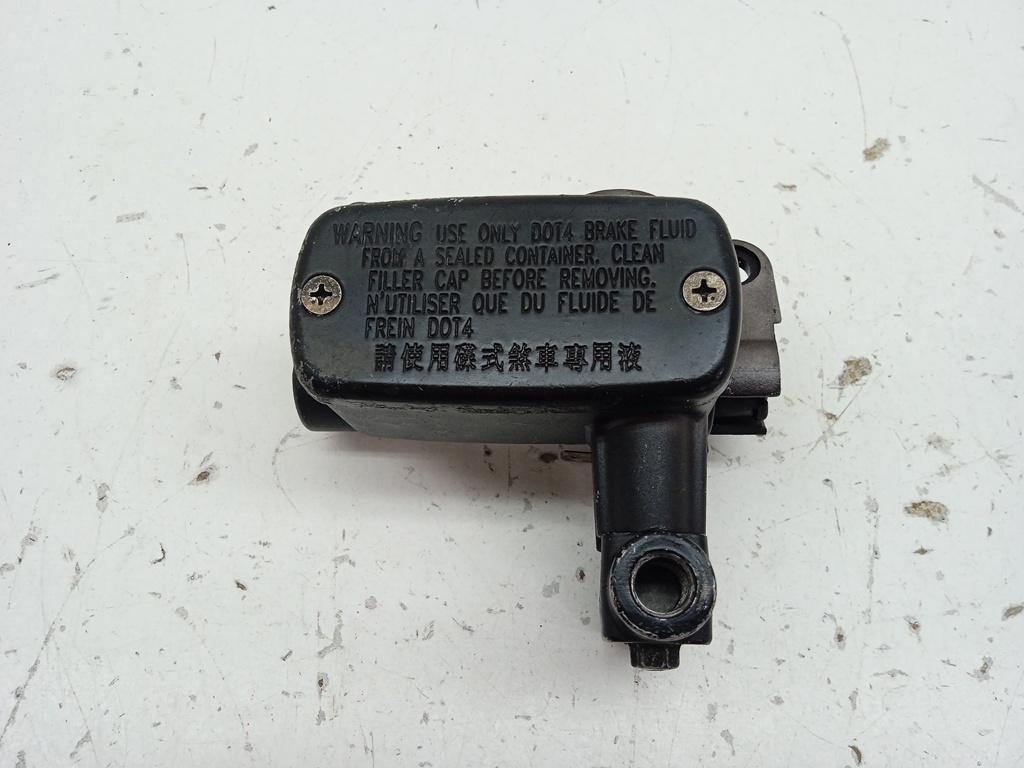 WARNING USE ONLY DOT4 BRAKE FLUID
FROM A SEALED CONTAINER. CLEAN
FILLER CAP BEFORE REMOVING.
N'UTILISER QUE DU FLUIDE DE
FREIN DOT4
請使用碟式煞車專用液